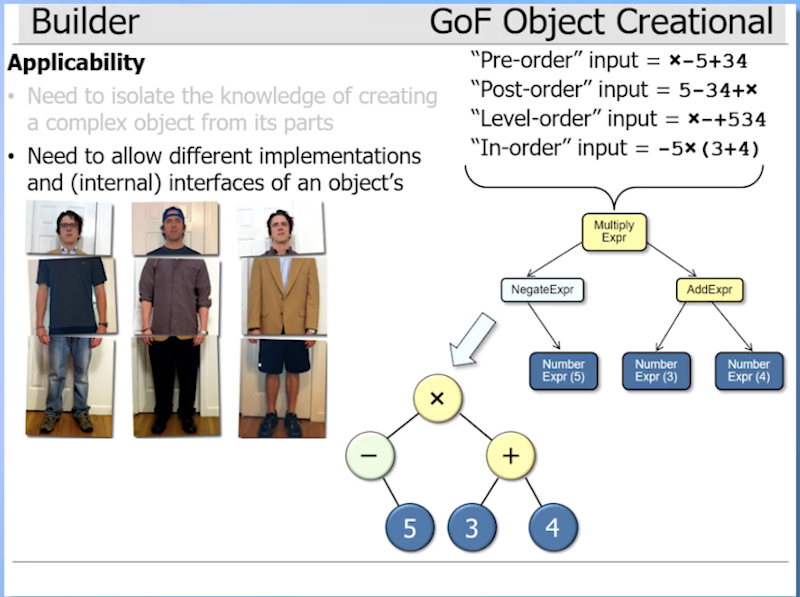 Builder
GoF Object Creational
Applicability
• Need to isolate the knowledge of creating
a complex object from its parts
• Need to allow different implementations
and (internal) interfaces of an object’s
“Pre-order” input = ×-5+34
“Post-order” input = 5-34+×
“Level-order” input = ×-+534
“In-order” input = -5×(3+4)
Multiply
Expr
NegateExpr
AddExpr
Number
Expr (5)
Number
Expr (3)
Number
Expr (4)
×
−
+
5
3
4